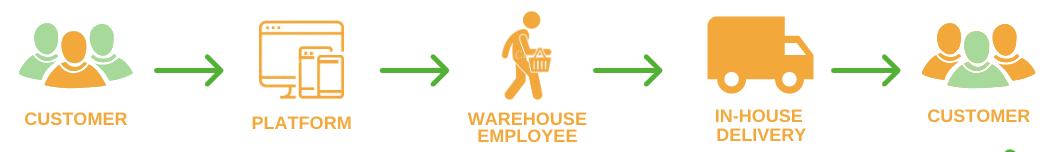 CUSTOMER
PLATFORM
WAREHOUSE
EMPLOYEE
IN-HOUSE
DELIVERY
CUSTOMER